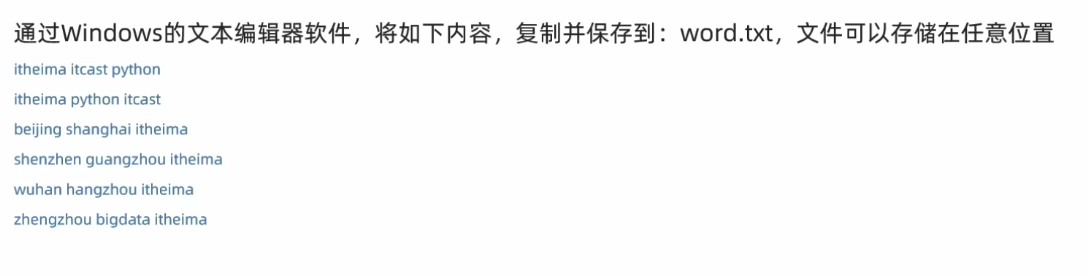 通过Windows的文本编辑器软件，将如下内容，复制并保存到：word.txt，文件可以存储在任意位置
itheima itcast python
itheima python itcast
beijing shanghai itheima
shenzhen guangzhou itheima
wuhan hangzhou itheima
zhengzhou bigdata itheima